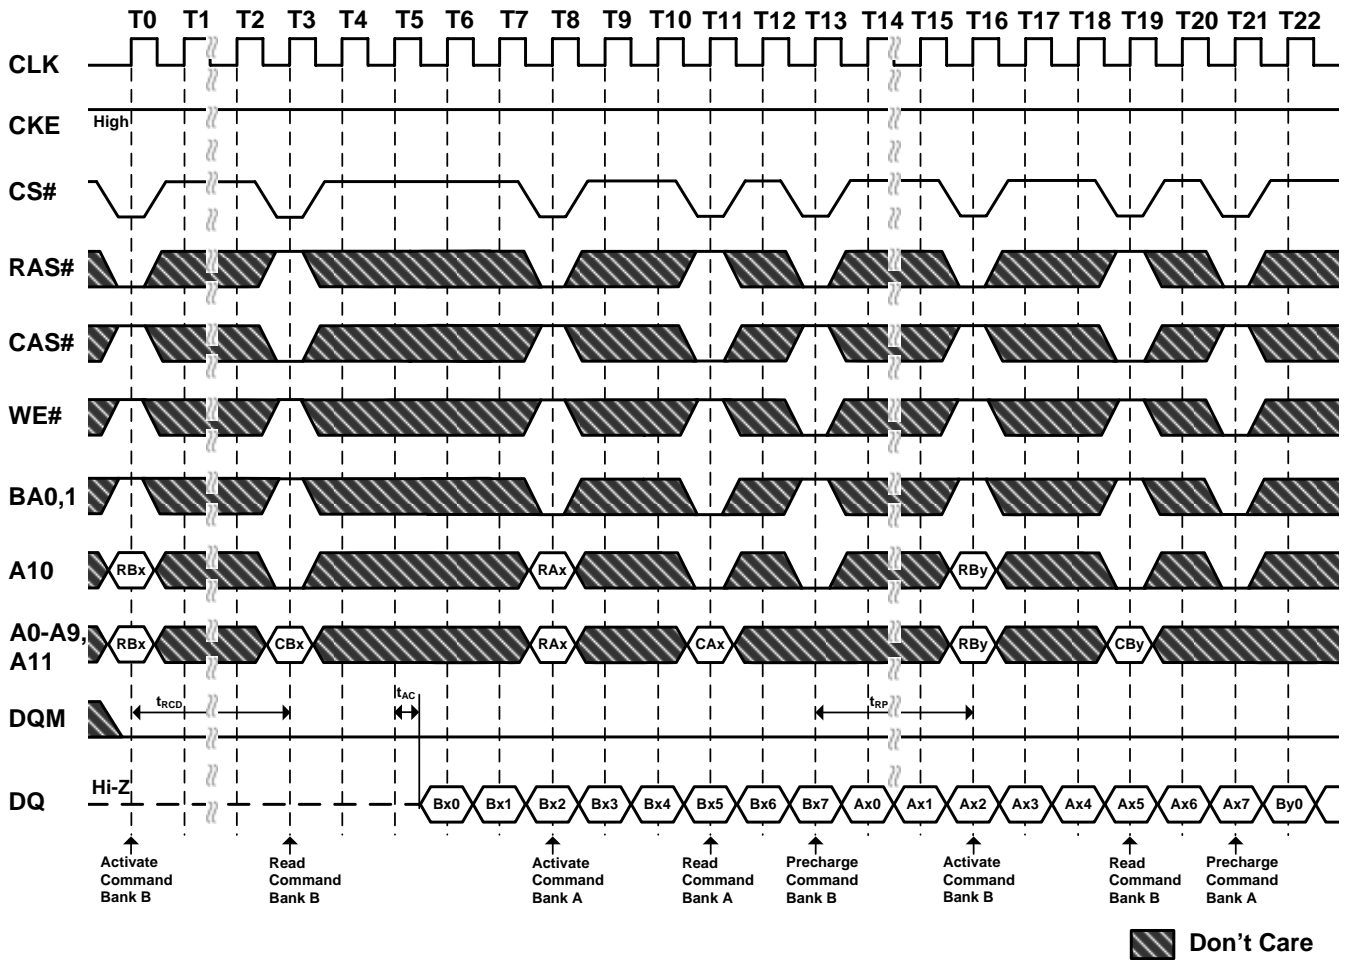 T0 T1 T2 T3 T4 T5 T6 T7 T8 T9 T10 T11 T12 T13 T14 T15 T16 T17 T18 T19 T20 T21 T22
CLK
CKE High
CS#
RAS#
CAS#
WE#
BA0,1
A10 RBx RAx RBy
A0-A9, A11 RBx CBx RAx CAx RBy CBy
tRCD tAC tRP
DQM
Hi-Z
DQ Bx0 Bx1 Bx2 Bx3 Bx4 Bx5 Bx6 Bx7 Ax0 Ax1 Ax2 Ax3 Ax4 Ax5 Ax6 Ax7 By0
Activate Command Bank B
Read Command Bank B
Activate Command Bank A
Read Command Bank A
Precharge Command Bank B
Activate Command Bank B
Read Command Bank B
Precharge Command Bank A
Don't Care